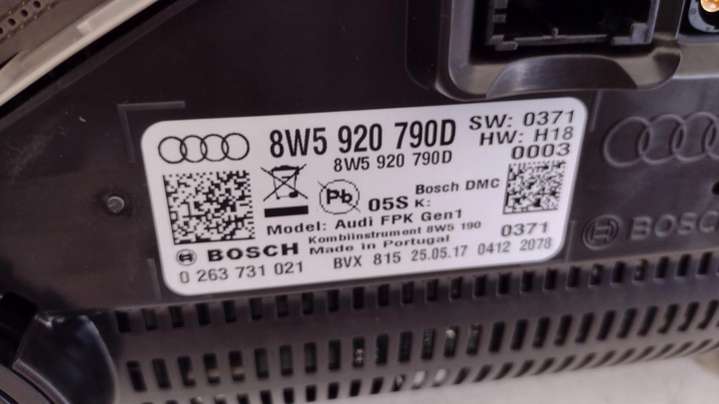 8W5 920 790D
SW: 0371
HW: H18
0003
8W5 920 790D
Pb
05S
Bosch DMC
K:
Model: Audi FPK Gen1
Kombiinstrument 8W5 190
0371
BOSCH
Made in Portugal
0 263 731 021
BVX 815 25.05.17 0412 2078
BOSCH